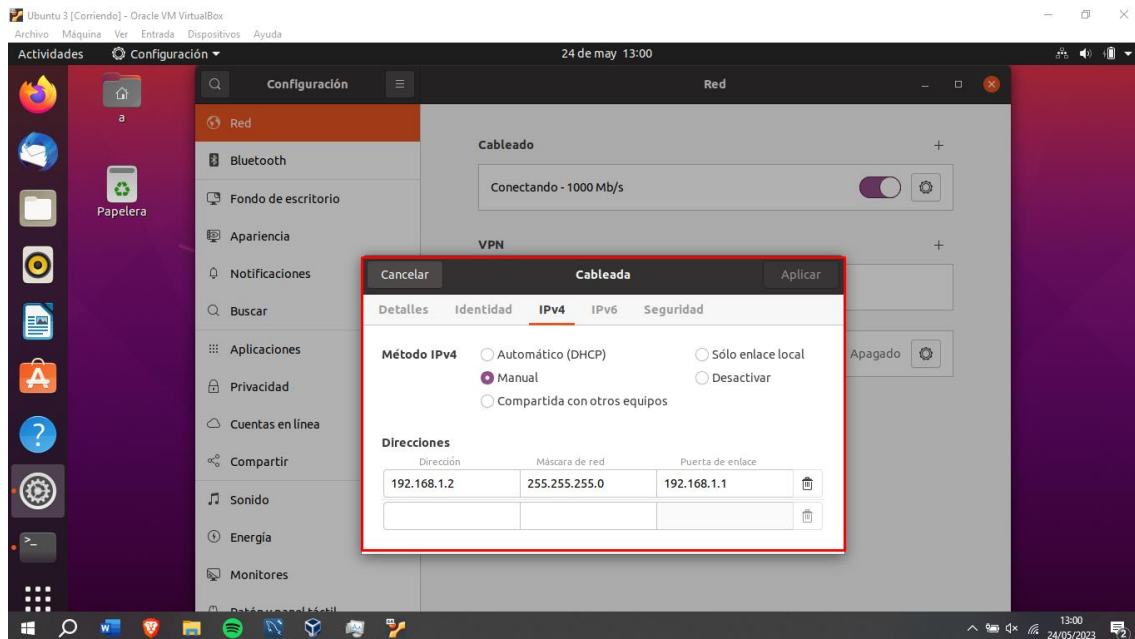 Ubuntu 3 [Corriendo] - Oracle VM VirtualBox
Archivo Máquina Ver Entrada Dispositivos Ayuda
Actividades Configuración 24 de may 13:00
a
Papelera
Configuración
Red
Bluetooth
Fondo de escritorio
Apariencia
Notificaciones
Buscar
Aplicaciones
Privacidad
Cuentas en línea
Compartir
Sonido
Energía
Monitores
Ratón y panel táctil
Red
Cableado
Conectando - 1000 Mb/s
VPN
Apagado
Cancelar Cableada Aplicar
Detalles Identidad IPv4 IPv6 Seguridad
Método IPv4 Automático (DHCP) Sólo enlace local
Manual Desactivar
Compartida con otros equipos
Direcciones
Dirección Máscara de red Puerta de enlace
192.168.1.2 255.255.255.0 192.168.1.1
13:00
24/05/2023
2